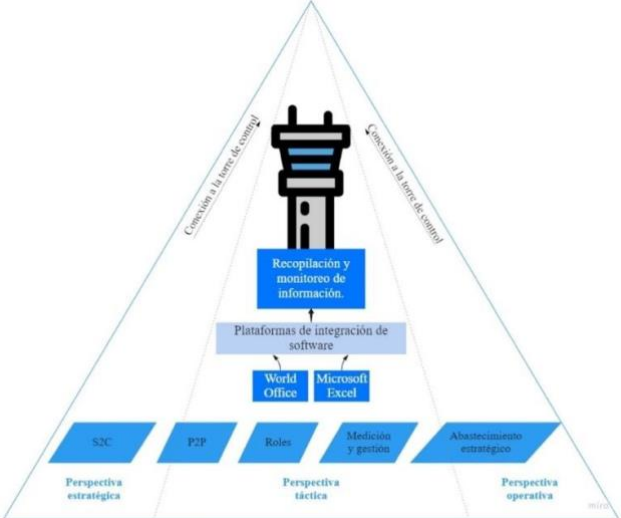 Conexión a la torre de control
Conexión a la torre de control
Recopilación y
monitoreo de
información.
Plataformas de integración de
software
World
Office
Microsoft
Excel
S2C
P2P
Roles
Medición
y gestión
Abastecimiento
estratégico
Perspectiva
estratégica
Perspectiva
táctica
Perspectiva
operativa
miro